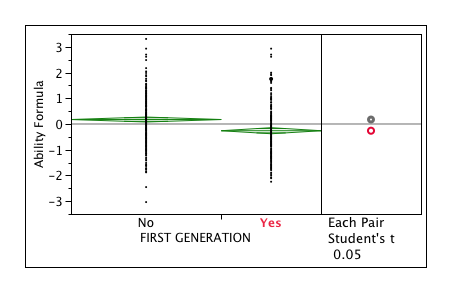 Ability Formula
3
2
1
0
-1
-2
-3
No Yes
FIRST GENERATION
Each Pair
Student's t
0.05